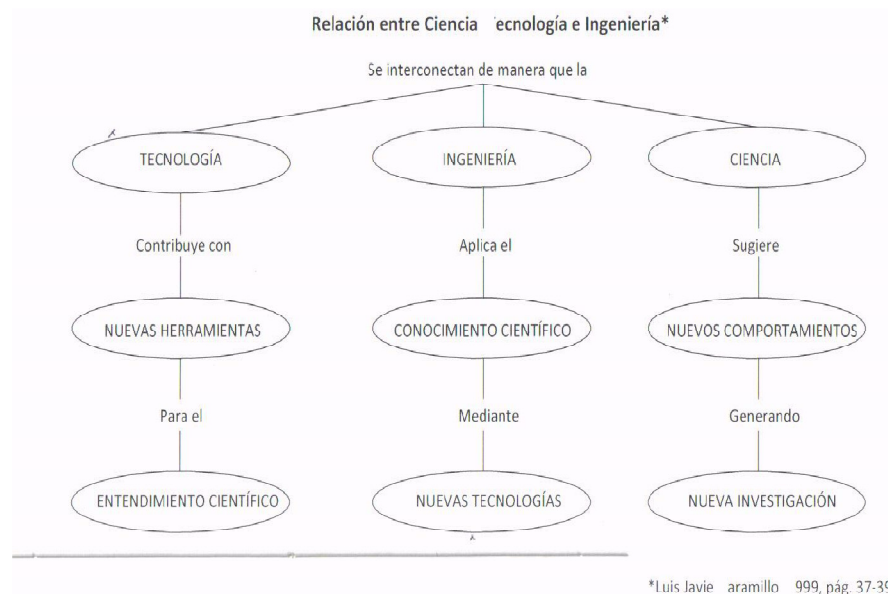 Relación entre Ciencia ecnología e Ingeniería*
Se interconectan de manera que la
TECNOLOGÍA INGENIERÍA CIENCIA
Contribuye con Aplica el Sugiere
NUEVAS HERRAMIENTAS CONOCIMIENTO CIENTÍFICO NUEVOS COMPORTAMIENTOS
Para el Mediante Generando
ENTENDIMIENTO CIENTÍFICO NUEVAS TECNOLOGÍAS NUEVA INVESTIGACIÓN
*Luis Javie aramillo 999, pág. 37-39